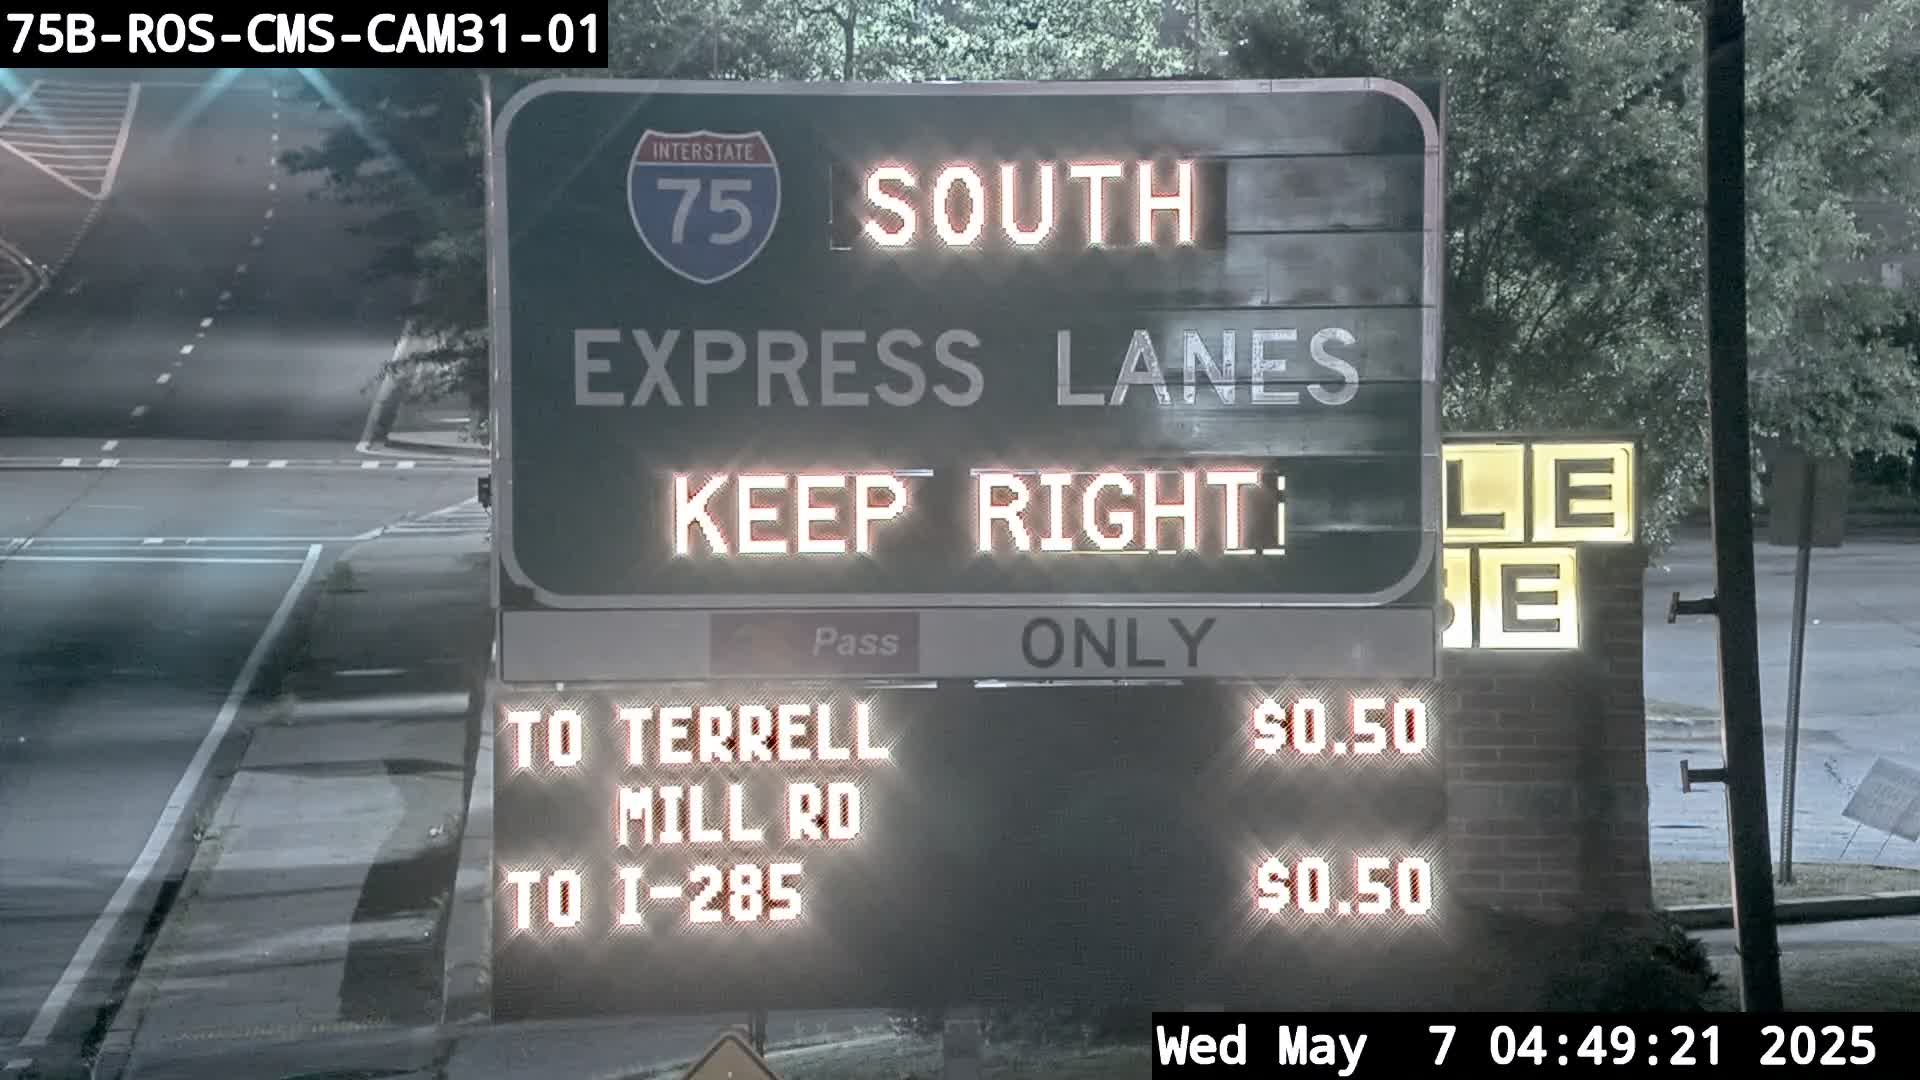 75B-ROS-CMS-CAM31-01
INTERSTATE
75
SOUTH
EXPRESS LANES
KEEP RIGHT
Pass ONLY
TO TERRELL $0.50
MILL RD
TO I-285 $0.50
LE
E
Wed May 7 04:49:21 2025